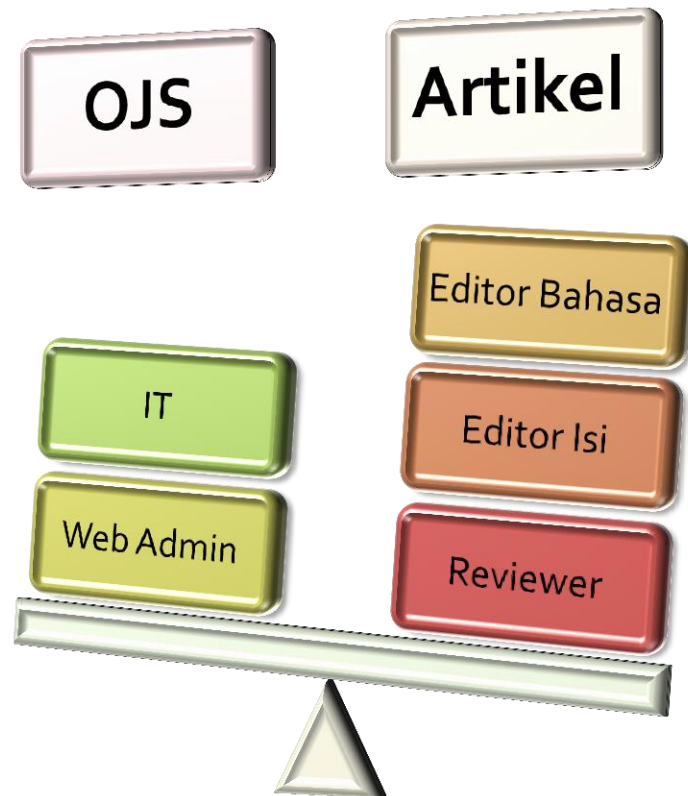 OJS
Artikel
Editor Bahasa
IT
Editor Isi
Web Admin
Reviewer